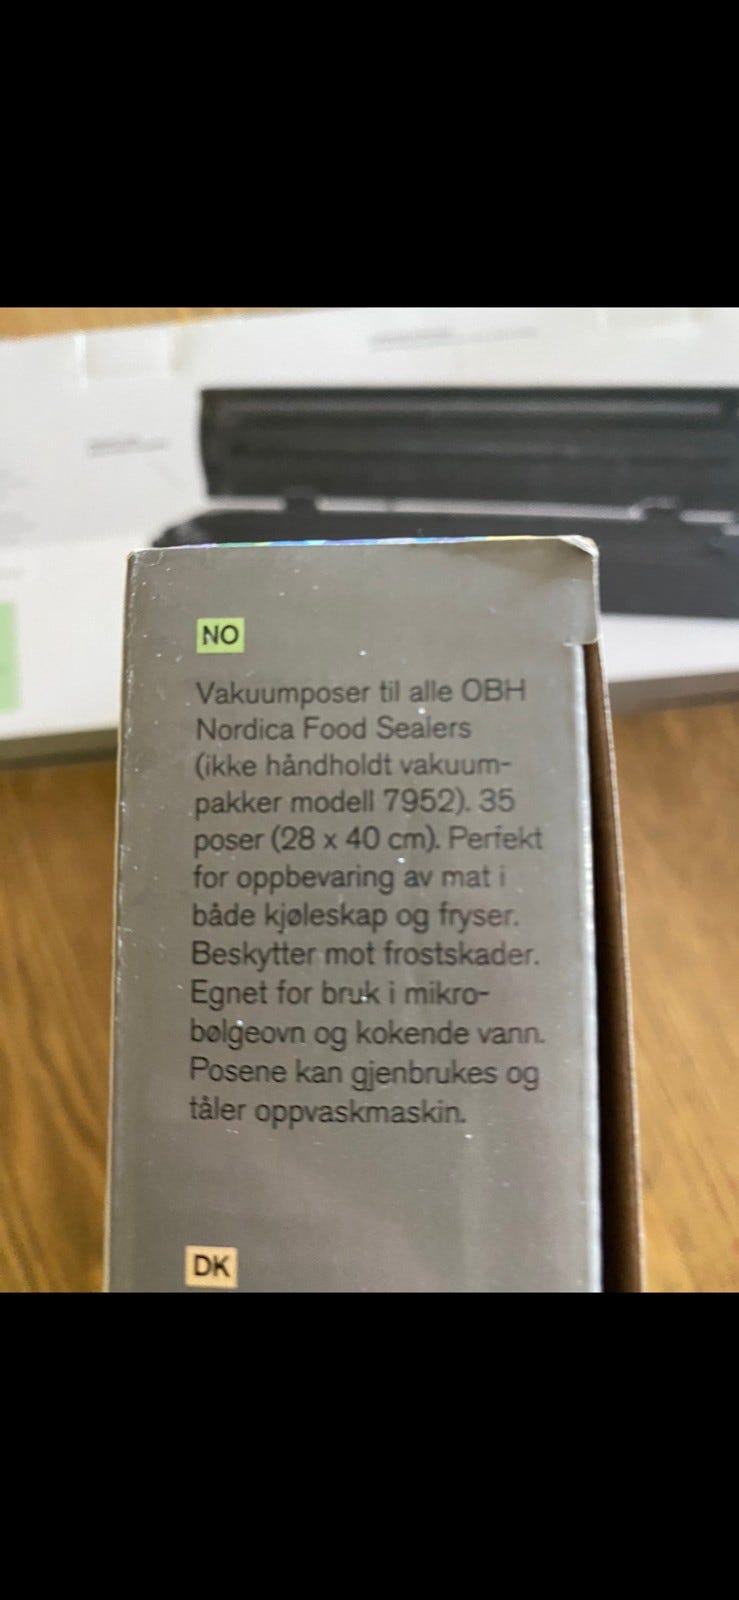 NO
Vakuumposer til alle OBH
Nordica Food Sealers
(ikke håndholdt vakuum-
pakker modell 7952). 35
poser (28 x 40 cm). Perfekt
for oppbevaring av mat i
både kjøleskap og fryser.
Beskytter mot frostskader.
Egnet for bruk i mikro-
bølgeovn og kokende vann.
Posene kan gjenbrukes og
tåler oppvaskmaskin.
DK